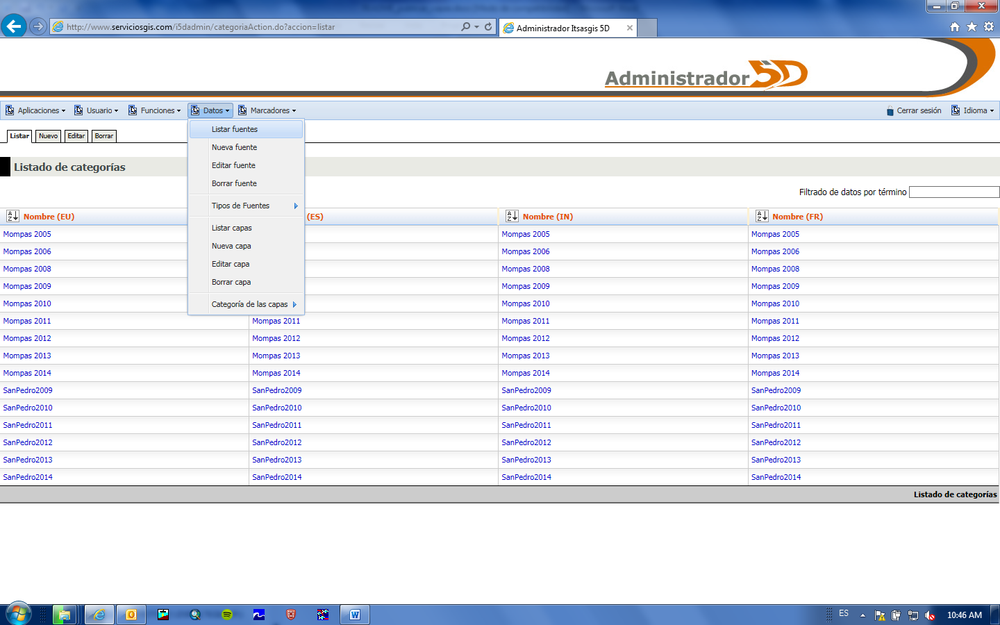 http://www.serviciosgis.com/i5dadmin/categoriaAction.do?accion=listar
Administrador Itsasgis 5D
Administrador 5D
Aplicaciones Usuario Funciones Datos Marcadores Cerrar sesión Idioma
Listar fuentes
Listar Nuevo Editar Borrar
Nueva fuente
Editar fuente
Listado de categorías
Borrar fuente
Filtrado de datos por término
Tipos de Fuentes
Nombre (EU) (ES) Nombre (IN) Nombre (FR)
Listar capas
Mompas 2005 Mompas 2005 Mompas 2005
Nueva capa
Mompas 2006 Mompas 2006 Mompas 2006
Editar capa
Mompas 2008 Mompas 2008 Mompas 2008
Borrar capa
Mompas 2009 Mompas 2009 Mompas 2009
Categoría de las capas
Mompas 2010 Mompas 2010 Mompas 2010
Mompas 2011 Mompas 2011 Mompas 2011 Mompas 2011
Mompas 2012 Mompas 2012 Mompas 2012 Mompas 2012
Mompas 2013 Mompas 2013 Mompas 2013 Mompas 2013
Mompas 2014 Mompas 2014 Mompas 2014 Mompas 2014
SanPedro2009 SanPedro2009 SanPedro2009 SanPedro2009
SanPedro2010 SanPedro2010 SanPedro2010 SanPedro2010
SanPedro2011 SanPedro2011 SanPedro2011 SanPedro2011
SanPedro2012 SanPedro2012 SanPedro2012 SanPedro2012
SanPedro2013 SanPedro2013 SanPedro2013 SanPedro2013
SanPedro2014 SanPedro2014 SanPedro2014 SanPedro2014
Listado de categorías
ES 10:46 AM